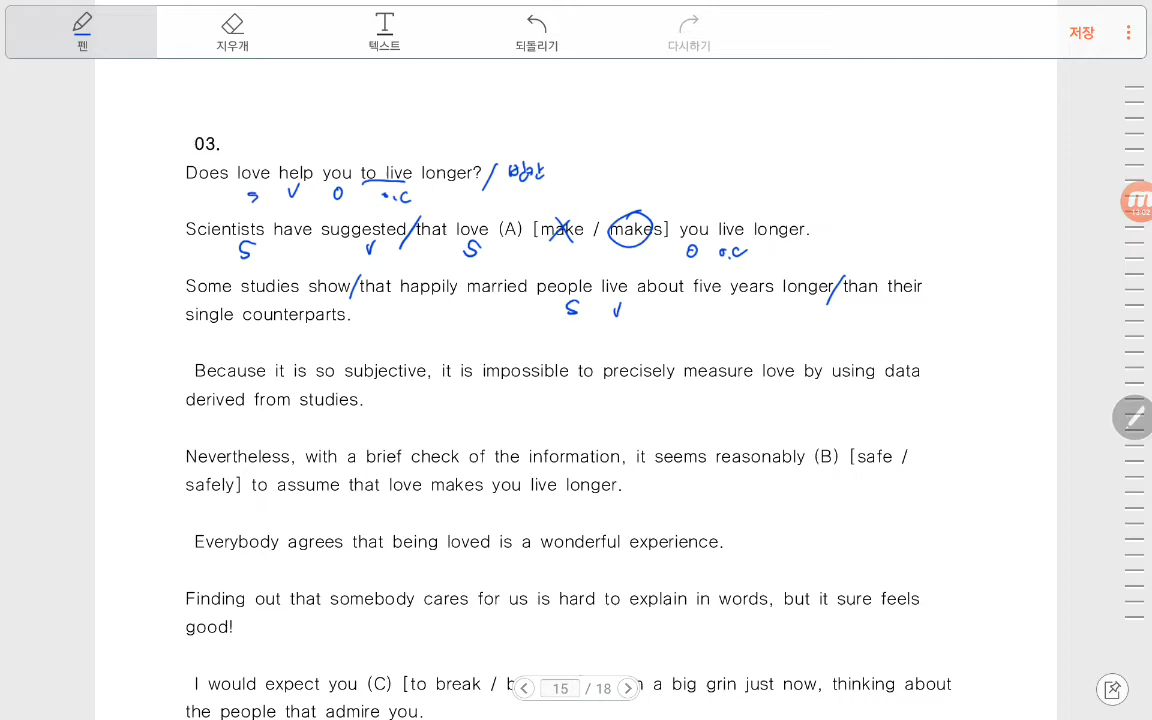 펜 지우개 텍스트 되돌리기 다시하기 저장
03.
Does love help you to live longer?/
S V O o.c
Scientists have suggested/that love (A) [make / makes] you live longer.
S V S O o.c
Some studies show/that happily married people live about five years longer/than their
S V
single counterparts.
Because it is so subjective, it is impossible to precisely measure love by using data
derived from studies.
Nevertheless, with a brief check of the information, it seems reasonably (B) [safe /
safely] to assume that love makes you live longer.
Everybody agrees that being loved is a wonderful experience.
Finding out that somebody cares for us is hard to explain in words, but it sure feels
good!
I would expect you (C) [to break / a big grin just now, thinking about
15 / 18
the people that admire you.
13:02